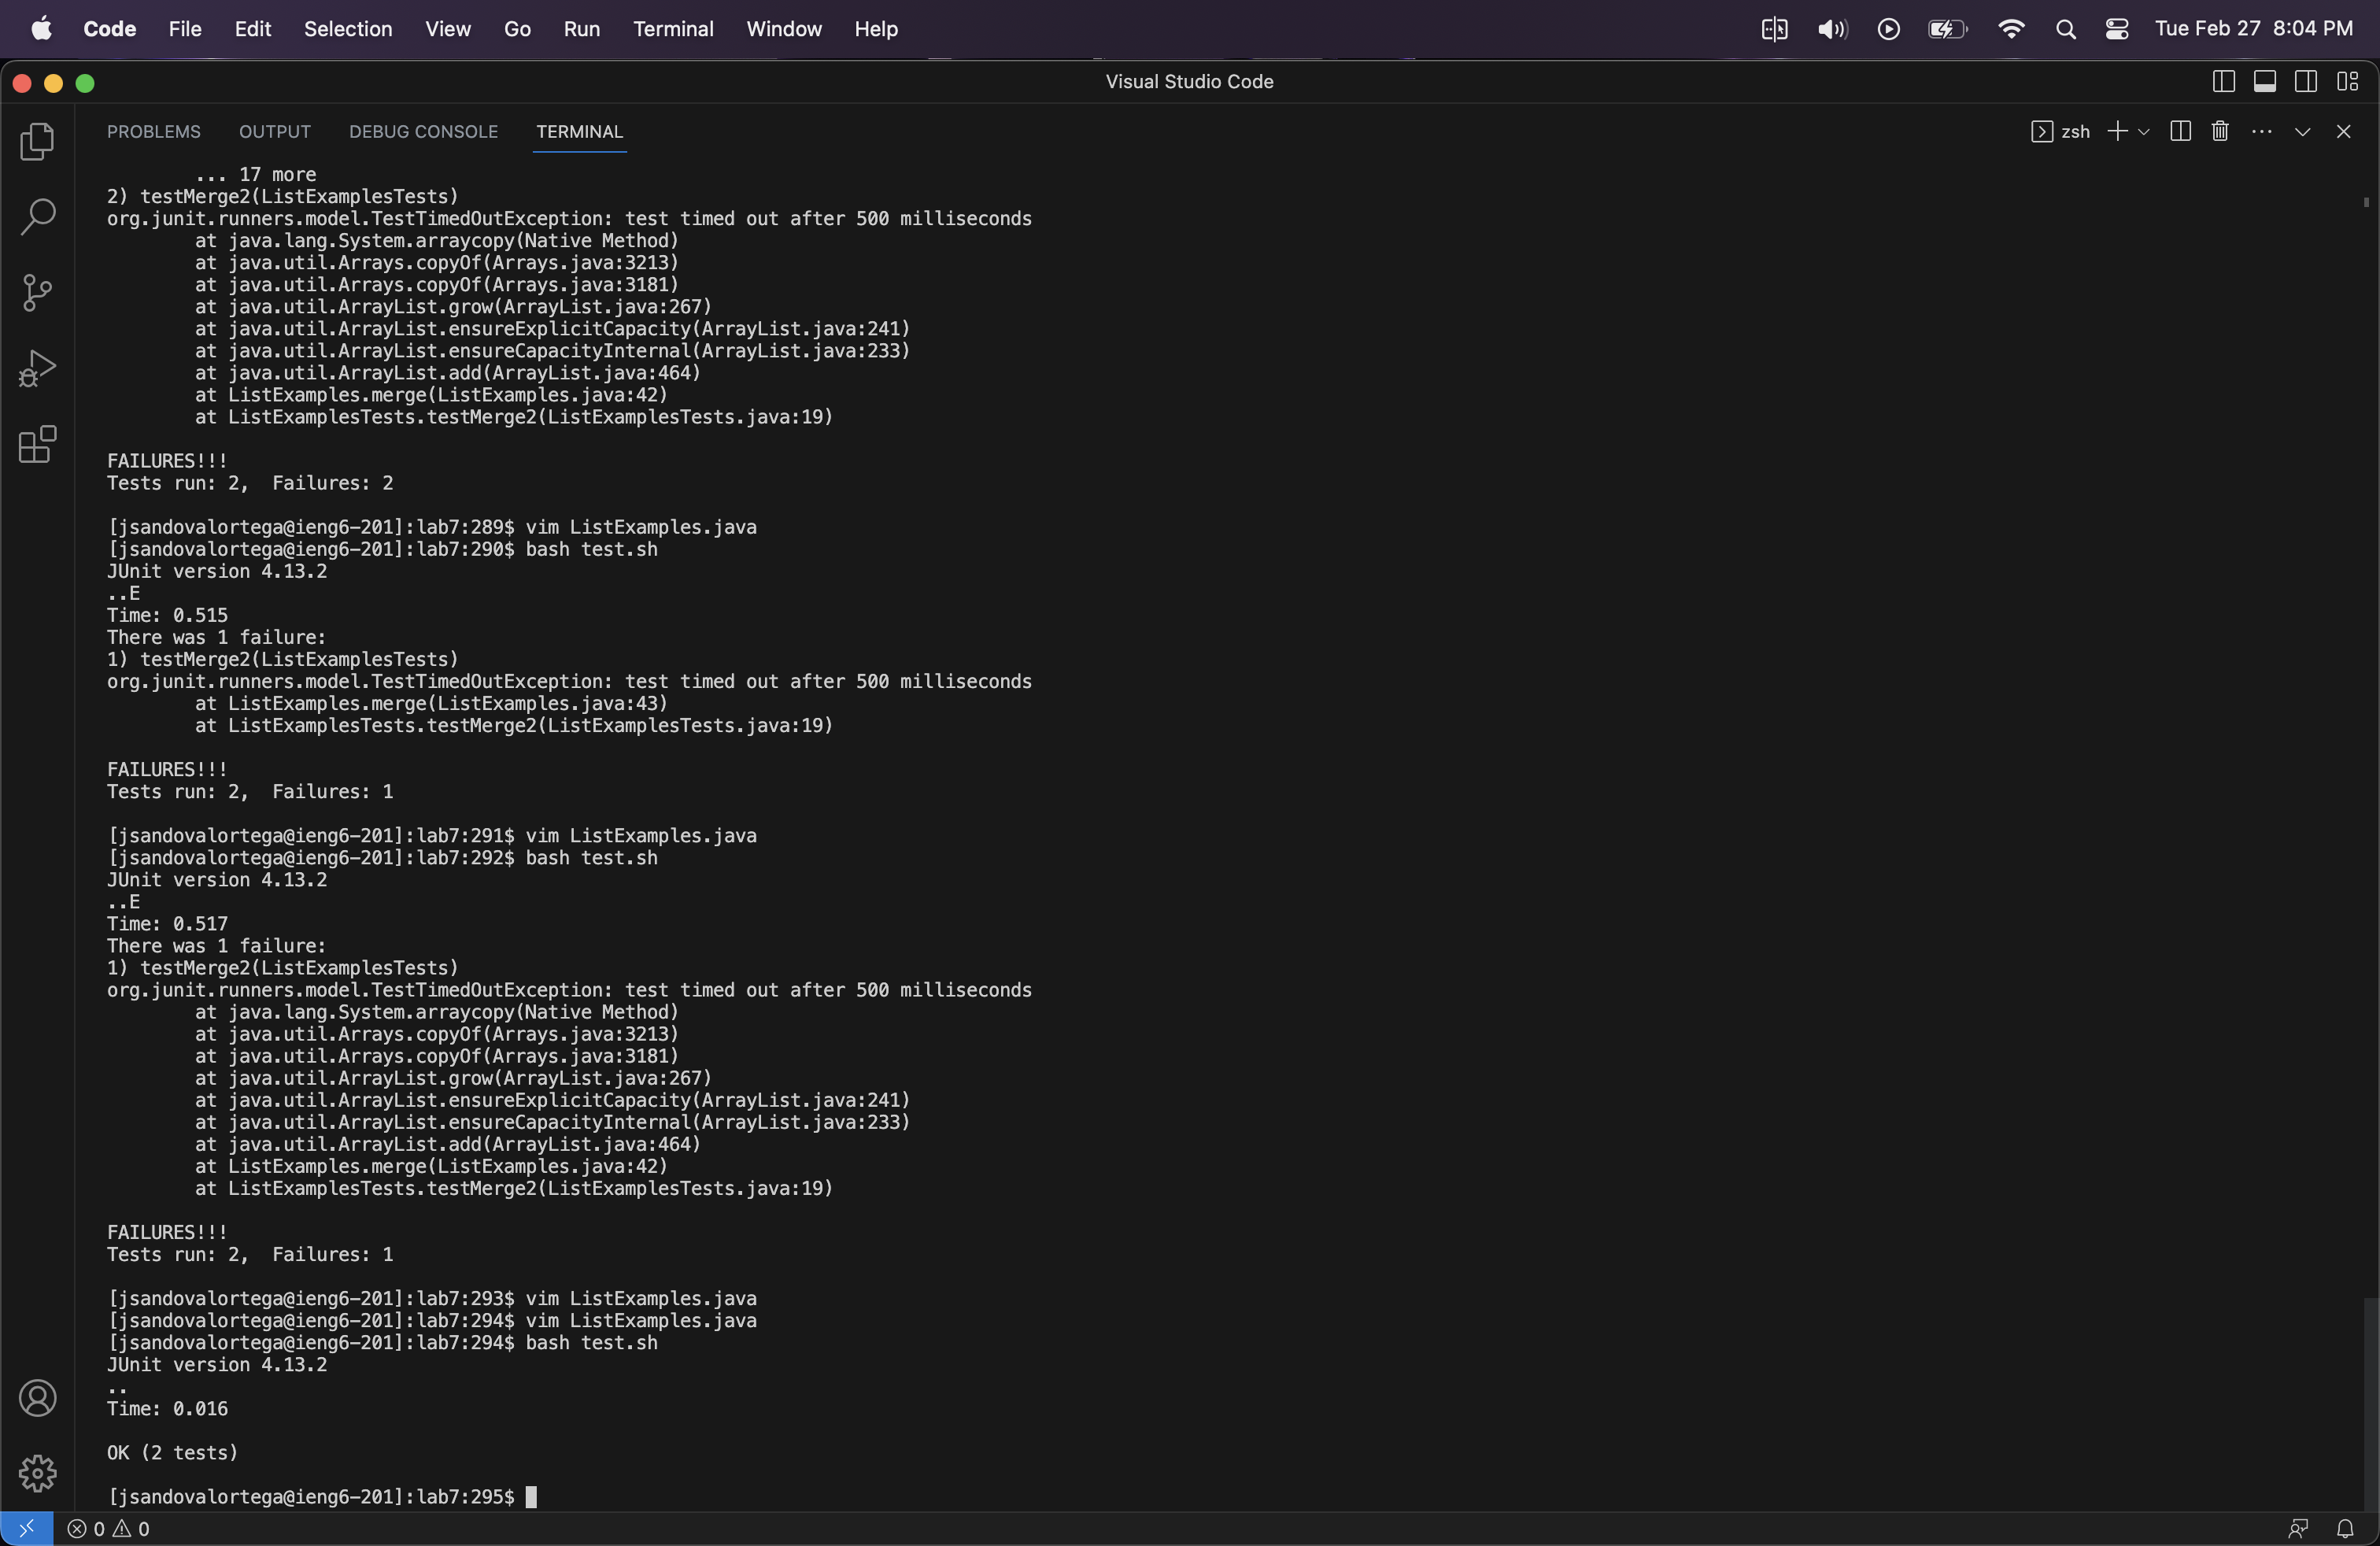 Code File Edit Selection View Go Run Terminal Window Help Tue Feb 27 8:04 PM
Visual Studio Code
PROBLEMS OUTPUT DEBUG CONSOLE TERMINAL zsh
... 17 more
2) testMerge2(ListExamplesTests)
org.junit.runners.model.TestTimedOutException: test timed out after 500 milliseconds
at java.lang.System.arraycopy(Native Method)
at java.util.Arrays.copyOf(Arrays.java:3213)
at java.util.Arrays.copyOf(Arrays.java:3181)
at java.util.ArrayList.grow(ArrayList.java:267)
at java.util.ArrayList.ensureExplicitCapacity(ArrayList.java:241)
at java.util.ArrayList.ensureCapacityInternal(ArrayList.java:233)
at java.util.ArrayList.add(ArrayList.java:464)
at ListExamples.merge(ListExamples.java:42)
at ListExamplesTests.testMerge2(ListExamplesTests.java:19)
FAILURES!!!
Tests run: 2,  Failures: 2
[jsandovalortega@ieng6-201]:lab7:289$ vim ListExamples.java
[jsandovalortega@ieng6-201]:lab7:290$ bash test.sh
JUnit version 4.13.2
..E
Time: 0.515
There was 1 failure:
1) testMerge2(ListExamplesTests)
org.junit.runners.model.TestTimedOutException: test timed out after 500 milliseconds
at ListExamples.merge(ListExamples.java:43)
at ListExamplesTests.testMerge2(ListExamplesTests.java:19)
FAILURES!!!
Tests run: 2,  Failures: 1
[jsandovalortega@ieng6-201]:lab7:291$ vim ListExamples.java
[jsandovalortega@ieng6-201]:lab7:292$ bash test.sh
JUnit version 4.13.2
..E
Time: 0.517
There was 1 failure:
1) testMerge2(ListExamplesTests)
org.junit.runners.model.TestTimedOutException: test timed out after 500 milliseconds
at java.lang.System.arraycopy(Native Method)
at java.util.Arrays.copyOf(Arrays.java:3213)
at java.util.Arrays.copyOf(Arrays.java:3181)
at java.util.ArrayList.grow(ArrayList.java:267)
at java.util.ArrayList.ensureExplicitCapacity(ArrayList.java:241)
at java.util.ArrayList.ensureCapacityInternal(ArrayList.java:233)
at java.util.ArrayList.add(ArrayList.java:464)
at ListExamples.merge(ListExamples.java:42)
at ListExamplesTests.testMerge2(ListExamplesTests.java:19)
FAILURES!!!
Tests run: 2,  Failures: 1
[jsandovalortega@ieng6-201]:lab7:293$ vim ListExamples.java
[jsandovalortega@ieng6-201]:lab7:294$ vim ListExamples.java
[jsandovalortega@ieng6-201]:lab7:294$ bash test.sh
JUnit version 4.13.2
..
Time: 0.016
OK (2 tests)
[jsandovalortega@ieng6-201]:lab7:295$
0 0